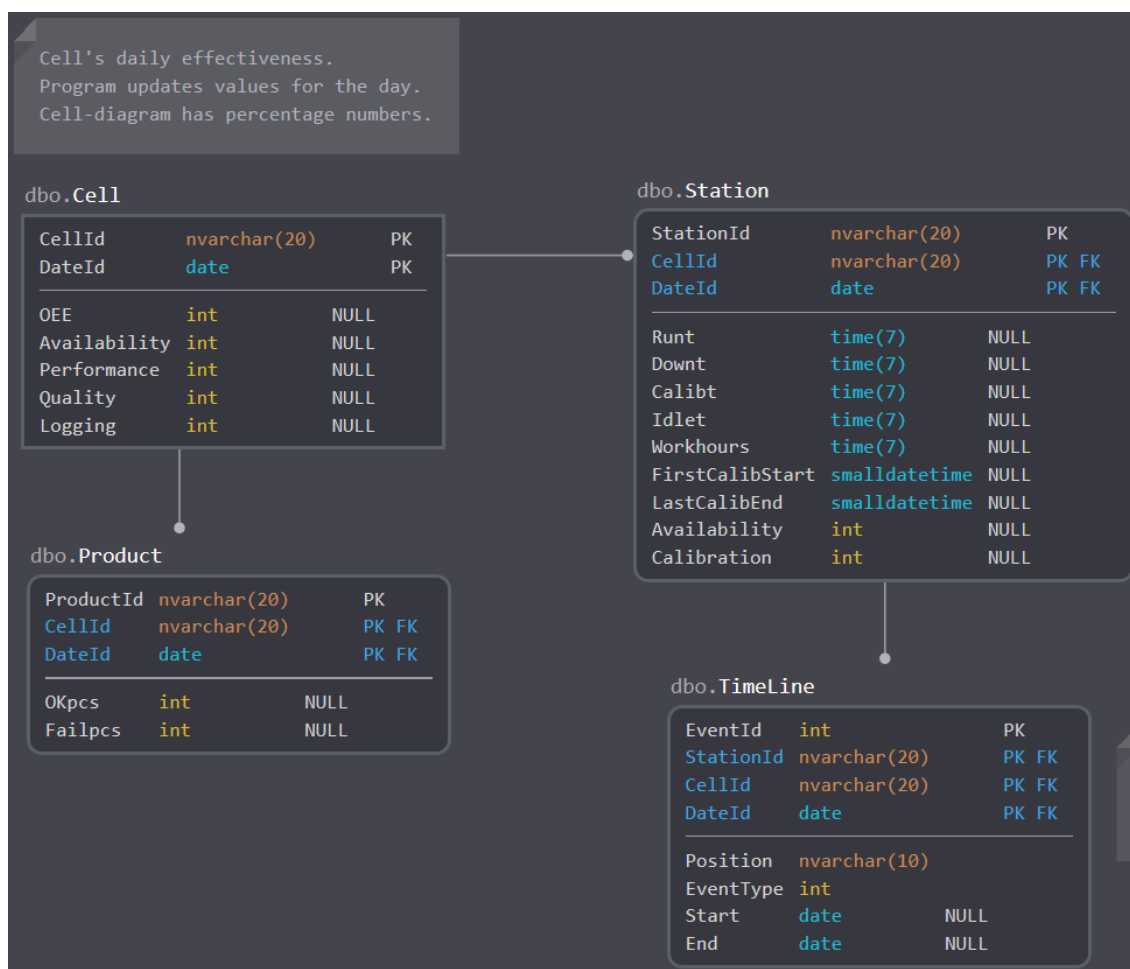 Cell's daily effectiveness.
Program updates values for the day.
Cell-diagram has percentage numbers.
dbo.Cell
CellId nvarchar(20) PK
DateId date PK
OEE int NULL
Availability int NULL
Performance int NULL
Quality int NULL
Logging int NULL
dbo.Station
StationId nvarchar(20) PK
CellId nvarchar(20) PK FK
DateId date PK FK
Runt time(7) NULL
Downt time(7) NULL
Calibt time(7) NULL
Idlet time(7) NULL
Workhours time(7) NULL
FirstCalibStart smalldatetime NULL
LastCalibEnd smalldatetime NULL
Availability int NULL
Calibration int NULL
dbo.Product
ProductId nvarchar(20) PK
CellId nvarchar(20) PK FK
DateId date PK FK
OKpcs int NULL
Failpcs int NULL
dbo.TimeLine
EventId int PK
StationId nvarchar(20) PK FK
CellId nvarchar(20) PK FK
DateId date PK FK
Position nvarchar(10)
EventType int
Start date NULL
End date NULL